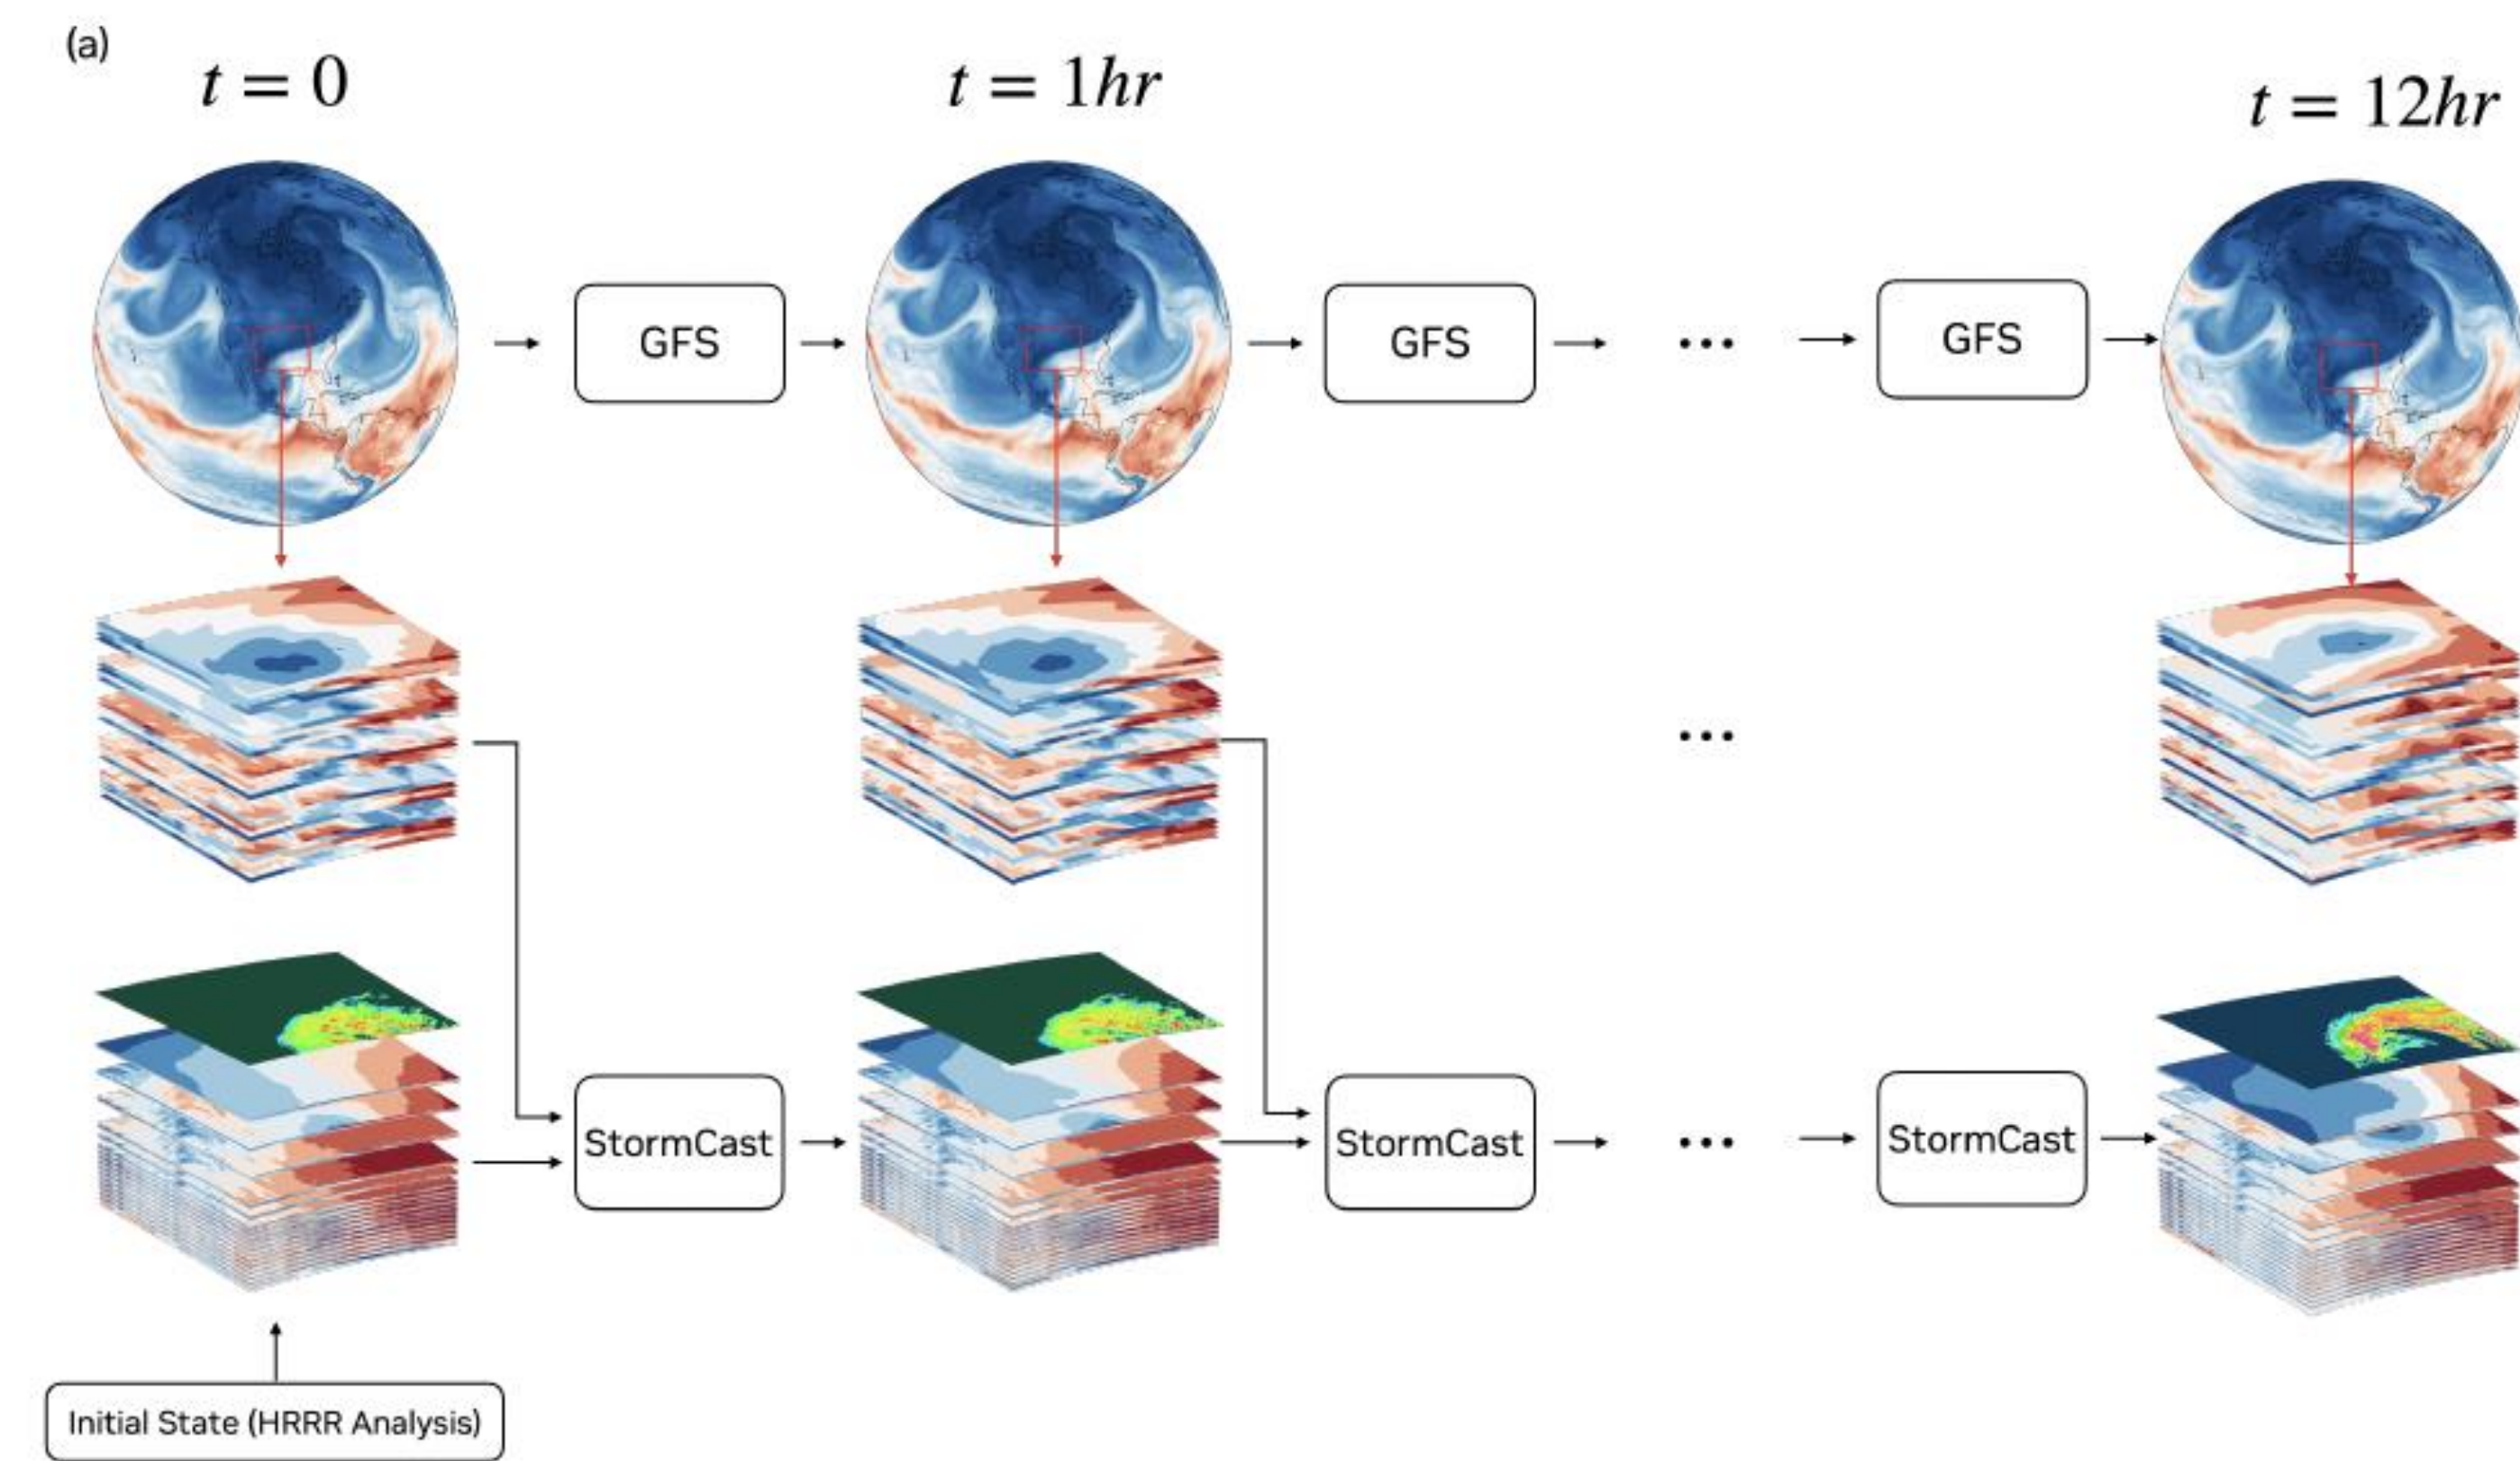 (a)
t = 0
t = 1hr
t = 12hr
GFS
GFS
...
GFS
...
StormCast
StormCast
...
StormCast
Initial State (HRRR Analysis)